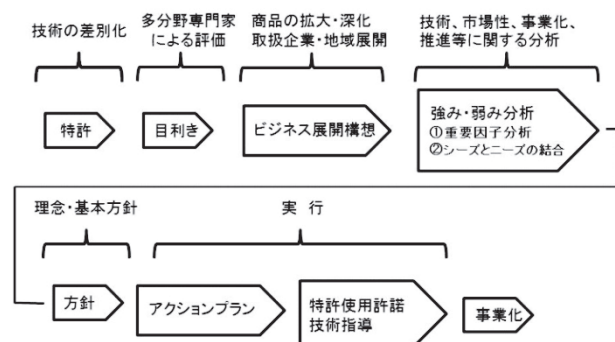 技術の差別化
多分野専門家
による評価
商品の拡大・深化
取扱企業・地域展開
技術、市場性、事業化、
推進等に関する分析
特許
目利き
ビジネス展開構想
強み・弱み分析
①重要因子分析
②シーズとニーズの結合
理念・基本方針
実 行
方針
アクションプラン
特許使用許諾
技術指導
事業化